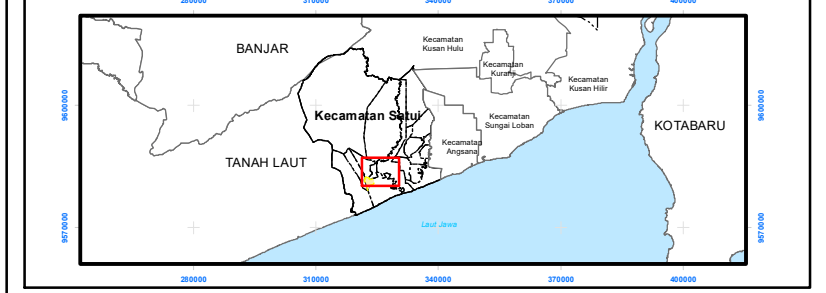 280000 310000 340000 370000 400000
BANJAR
Kecamatan
Kusan Hulu
Kecamatan
Kuranji
Kecamatan
Kusan Hilir
9600000
9600000
Kecamatan Satui
Kecamatan
Sungai Loban
KOTABARU
Kecamatan
Angsana
TANAH LAUT
9570000
Laut Jawa
9570000
280000 310000 340000 370000 400000